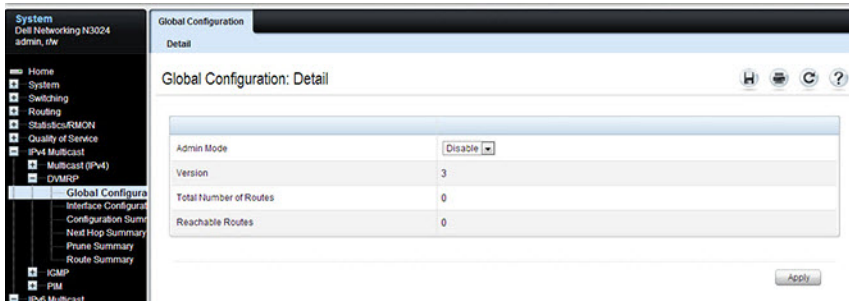 System
Dell Networking N3024
admin, r/w
Home
System
Switching
Routing
Statistics/RMON
Quality of Service
IPv4 Multicast
Multicast (IPv4)
DVMRP
Global Configura
Interface Configurat
Configuration Summ
Next Hop Summary
Prune Summary
Route Summary
IGMP
PIM
IPv6 Multicast
Global Configuration
Detail
Global Configuration: Detail
?
Admin Mode Disable
Version 3
Total Number of Routes 0
Reachable Routes 0
Apply